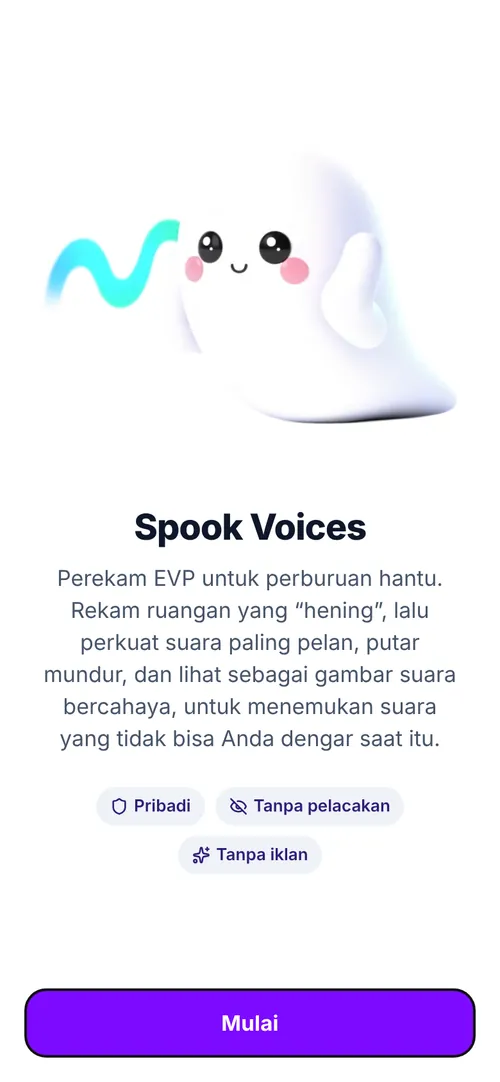 Spook Voices
Perekam EVP untuk perburuan hantu.
Rekam ruangan yang “hening”, lalu
perkuat suara paling pelan, putar
mundur, dan lihat sebagai gambar suara
bercahaya, untuk menemukan suara
yang tidak bisa Anda dengar saat itu.
Pribadi
Tanpa pelacakan
Tanpa iklan
Mulai